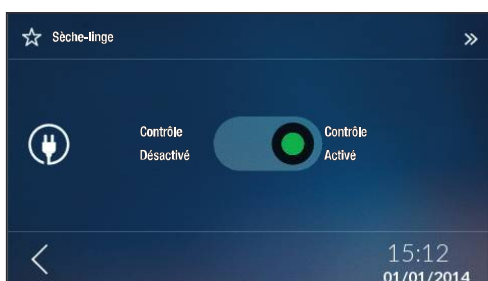 Sèche-linge
Contrôle
Désactivé
Contrôle
Activé
15:12
01/01/2014